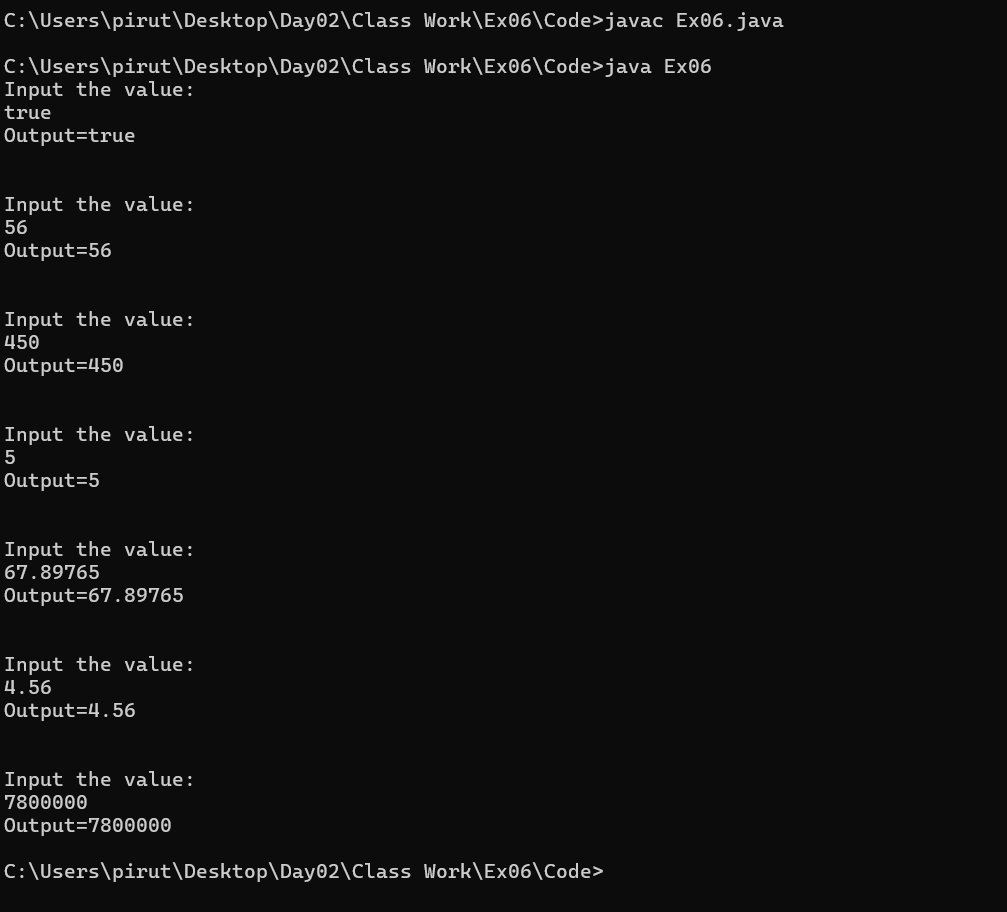 C:\Users\pirut\Desktop\Day02\Class Work\Ex06\Code>javac Ex06.java
C:\Users\pirut\Desktop\Day02\Class Work\Ex06\Code>java Ex06
Input the value:
true
Output=true
Input the value:
56
Output=56
Input the value:
450
Output=450
Input the value:
5
Output=5
Input the value:
67.89765
Output=67.89765
Input the value:
4.56
Output=4.56
Input the value:
7800000
Output=7800000
C:\Users\pirut\Desktop\Day02\Class Work\Ex06\Code>